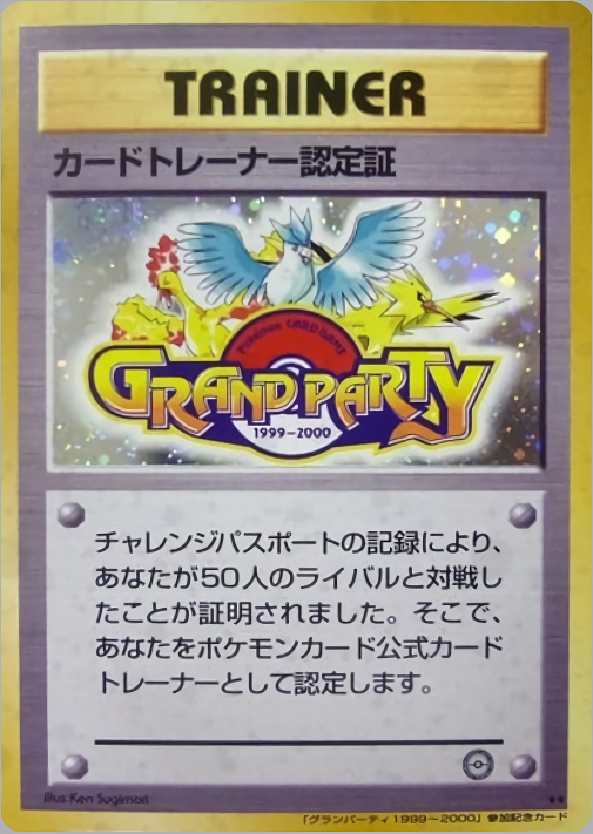 TRAINER
カードトレーナー認定証
Pokémon CARD GAME
GRAND PARTY
1999-2000
チャレンジパスポートの記録により、
あなたが50人のライバルと対戦し
たことが証明されました。そこで、
あなたをポケモンカード公式カード
トレーナーとして認定します。
Illus. Ken Sugimori
★★
「グランパーティ1999〜2000」参加記念カード